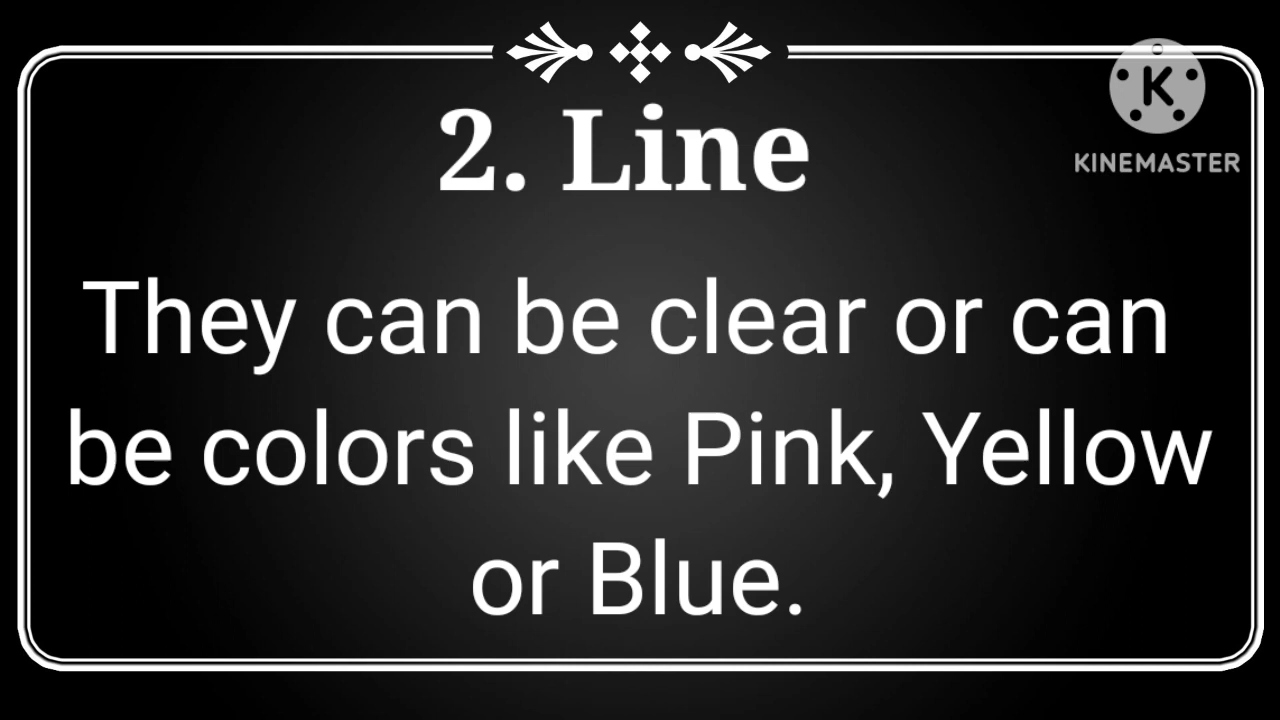 2. Line
K
KINEMASTER
They can be clear or can
be colors like Pink, Yellow
or Blue.